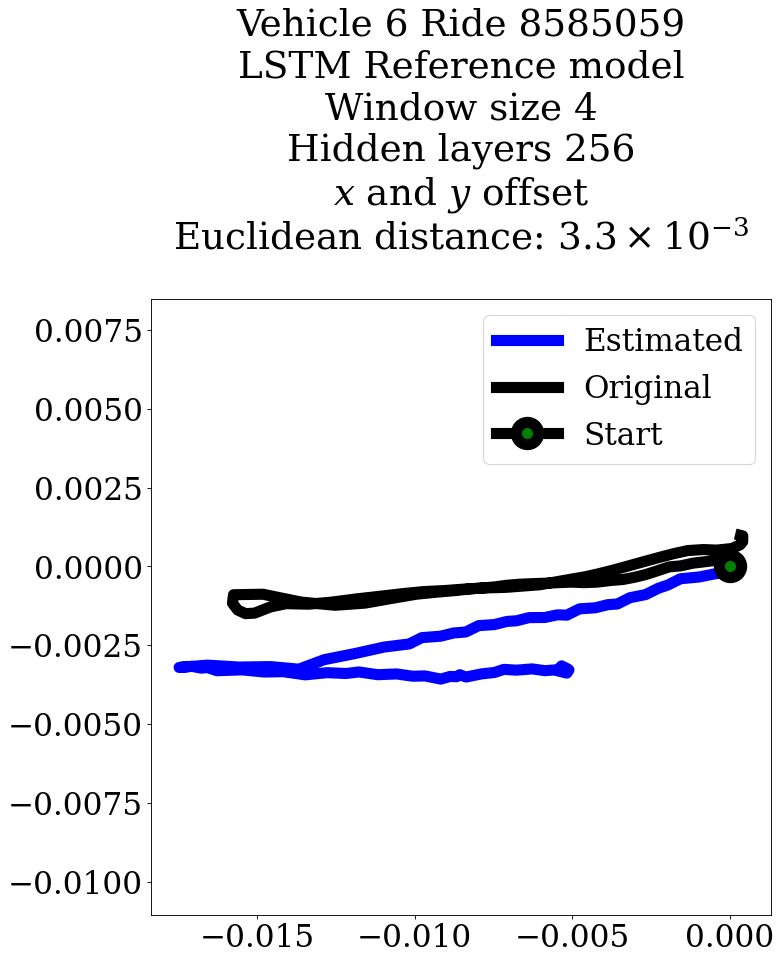 Vehicle 6 Ride 8585059
LSTM Reference model
Window size 4
Hidden layers 256
x and y offset
Euclidean distance: 3.3 × 10⁻³
Estimated
Original
Start
0.0075
0.0050
0.0025
0.0000
−0.0025
−0.0050
−0.0075
−0.0100
−0.015 −0.010 −0.005 0.000